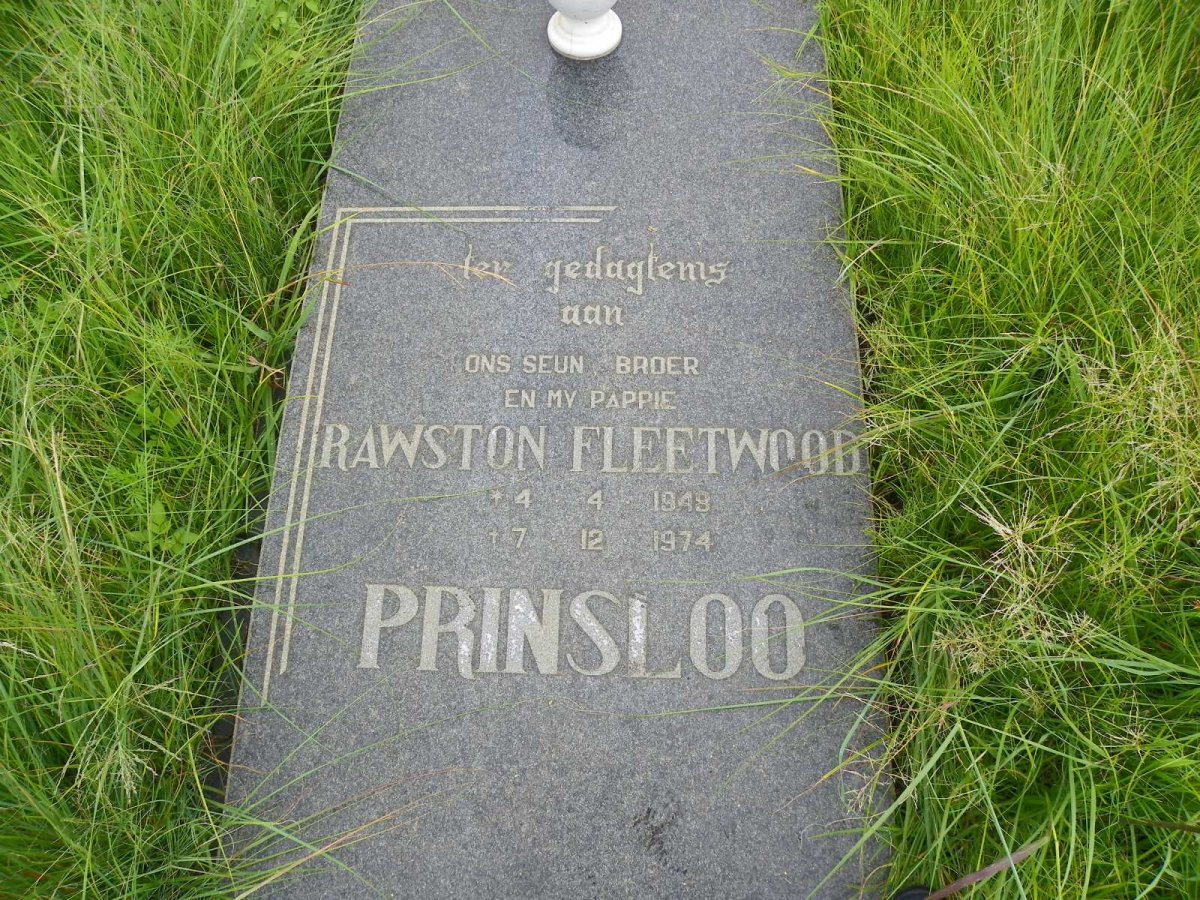 ter gedagtenis
aan
ONS SEUN, BROER
EN MY PAPPIE
RAWSTON FLEETWOOD
* 4 4 1949
† 7 12 1974
PRINSLOO